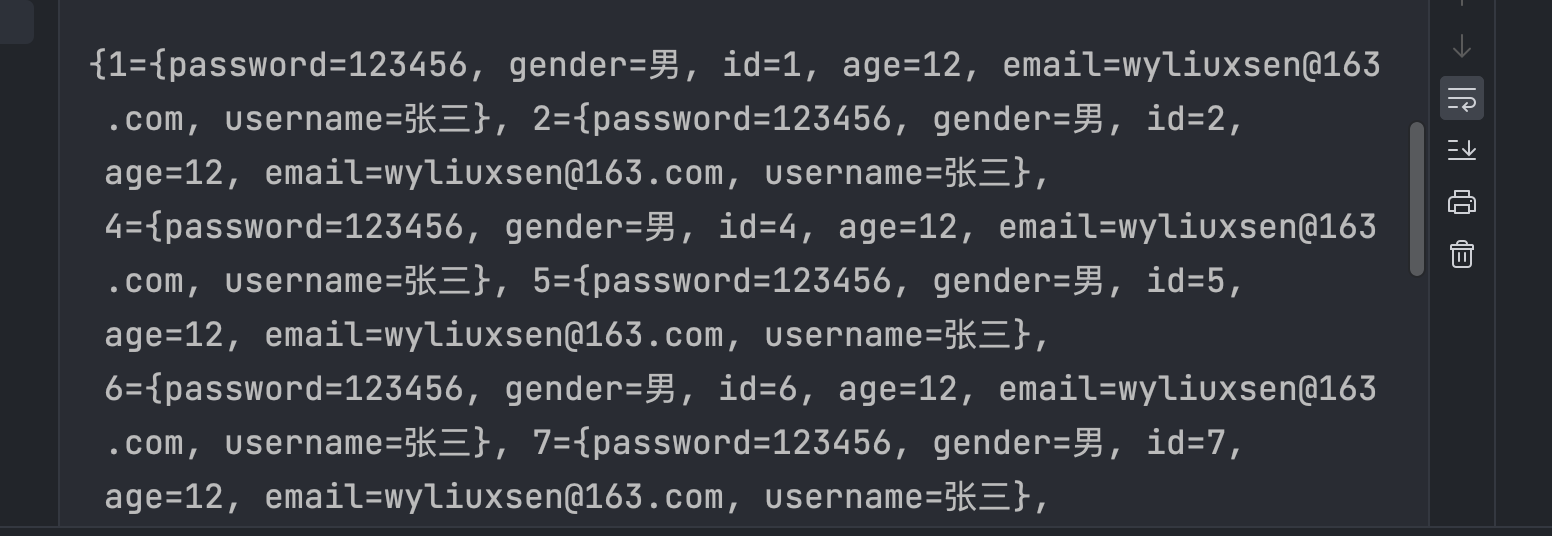 {1={password=123456, gender=男, id=1, age=12, email=wyliuxsen@163
.com, username=张三}, 2={password=123456, gender=男, id=2,
age=12, email=wyliuxsen@163.com, username=张三},
4={password=123456, gender=男, id=4, age=12, email=wyliuxsen@163
.com, username=张三}, 5={password=123456, gender=男, id=5,
age=12, email=wyliuxsen@163.com, username=张三},
6={password=123456, gender=男, id=6, age=12, email=wyliuxsen@163
.com, username=张三}, 7={password=123456, gender=男, id=7,
age=12, email=wyliuxsen@163.com, username=张三},